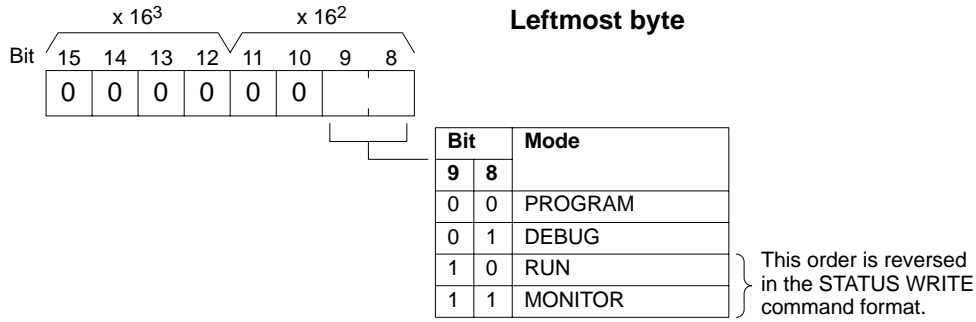 x 16³ x 16² Leftmost byte
Bit 15 14 13 12 11 10 9 8
0 0 0 0 0 0
Bit Mode
9 8
0 0 PROGRAM
0 1 DEBUG
1 0 RUN
1 1 MONITOR
This order is reversed
in the STATUS WRITE
command format.